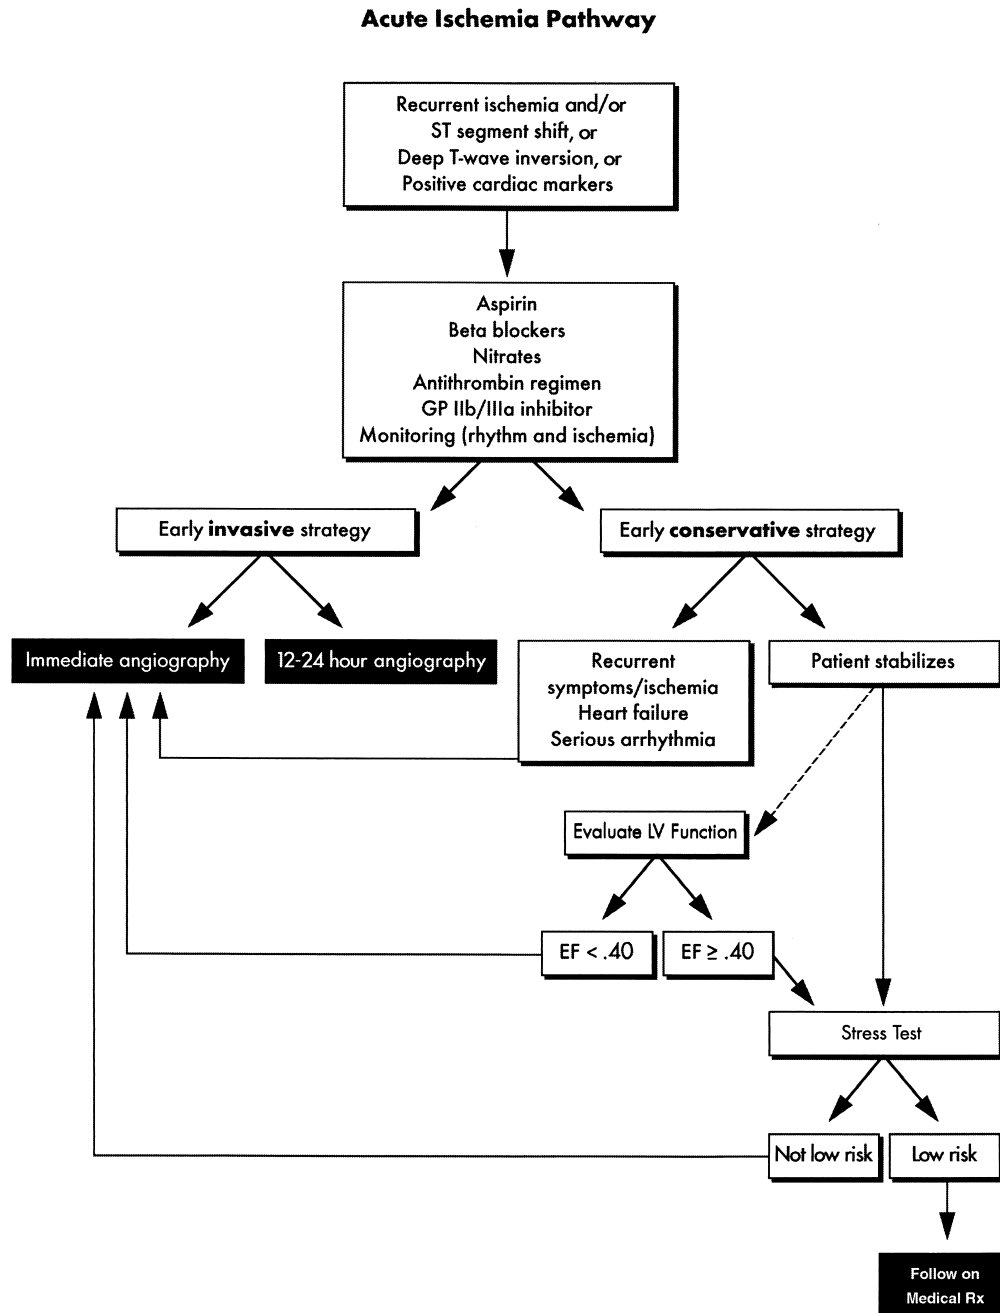 Acute Ischemia Pathway
Recurrent ischemia and/or
ST segment shift, or
Deep T-wave inversion, or
Positive cardiac markers
Aspirin
Beta blockers
Nitrates
Antithrombin regimen
GP IIb/IIIa inhibitor
Monitoring (rhythm and ischemia)
Early invasive strategy
Early conservative strategy
Immediate angiography
12-24 hour angiography
Recurrent
symptoms/ischemia
Heart failure
Serious arrhythmia
Patient stabilizes
Evaluate LV Function
EF < .40
EF ≥ .40
Stress Test
Not low risk
Low risk
Follow on
Medical Rx